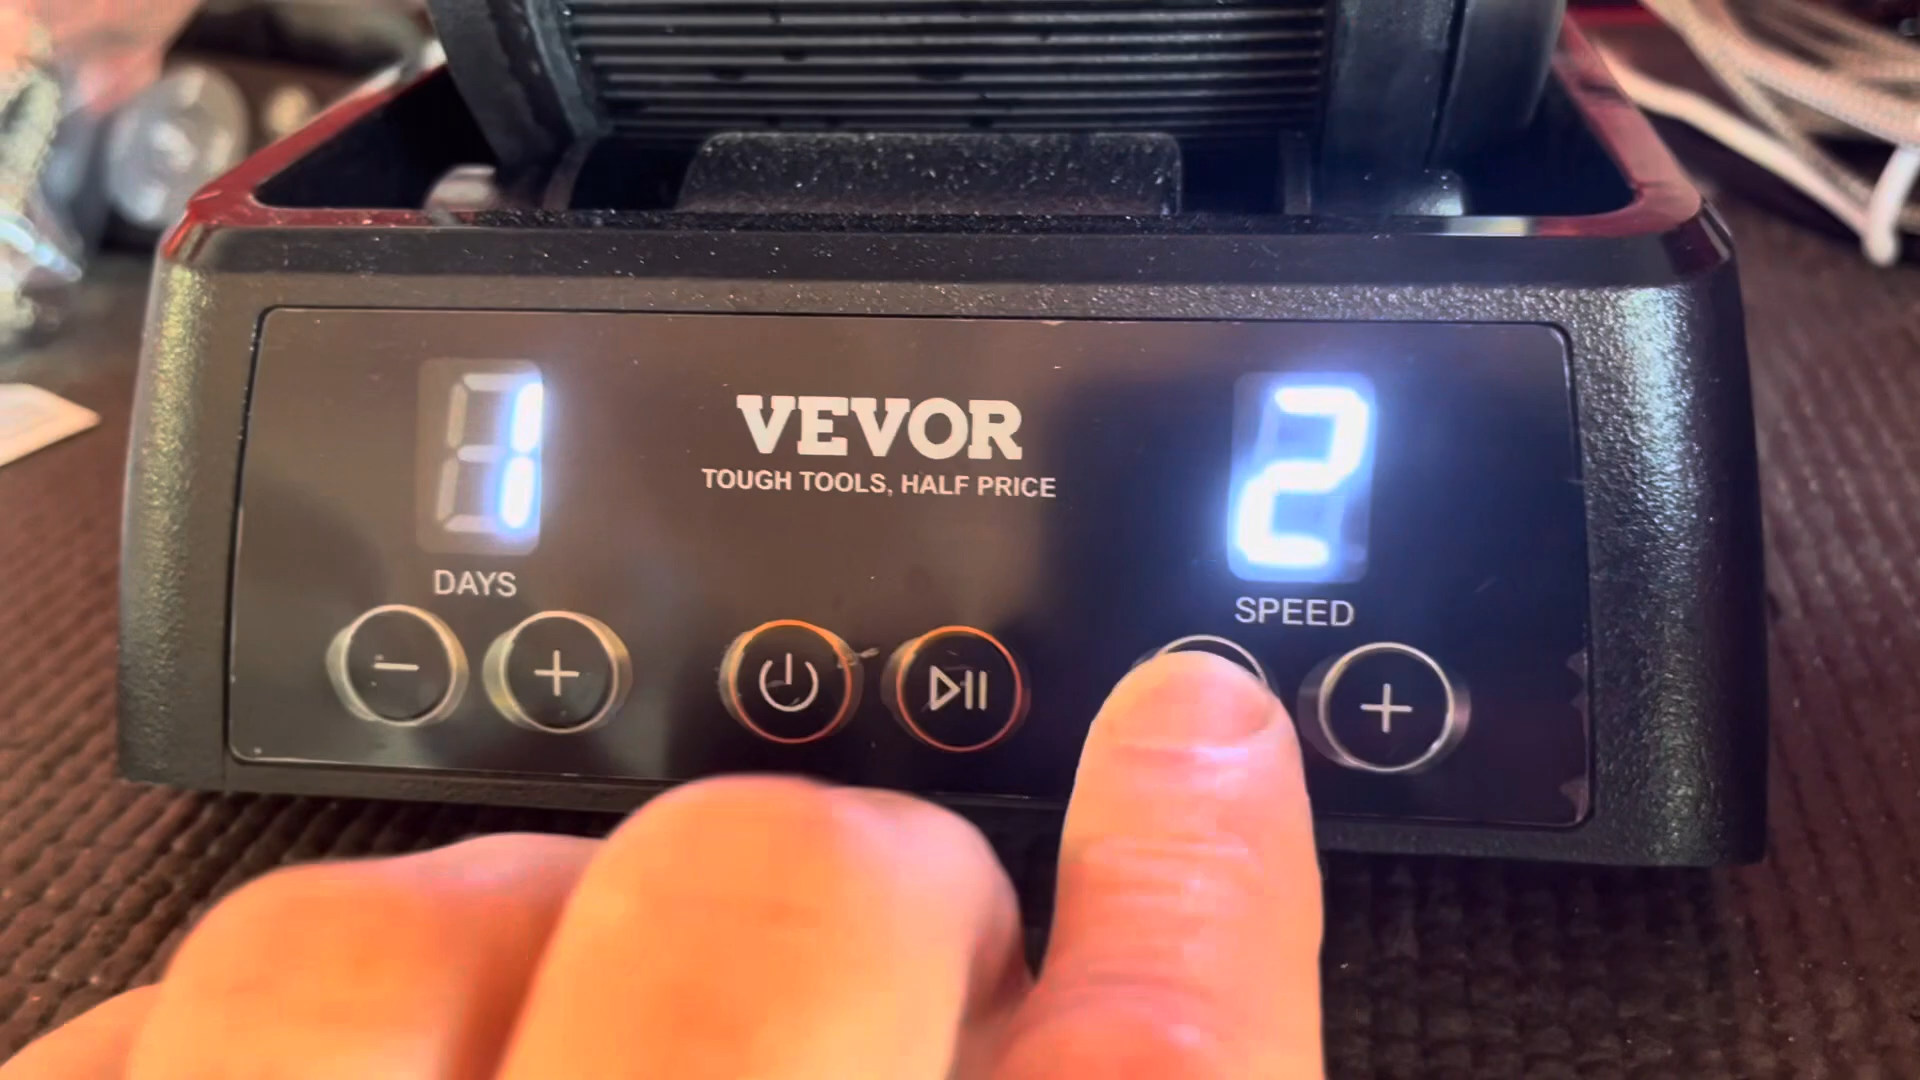 1
VEVOR
TOUGH TOOLS, HALF PRICE
2
DAYS
SPEED